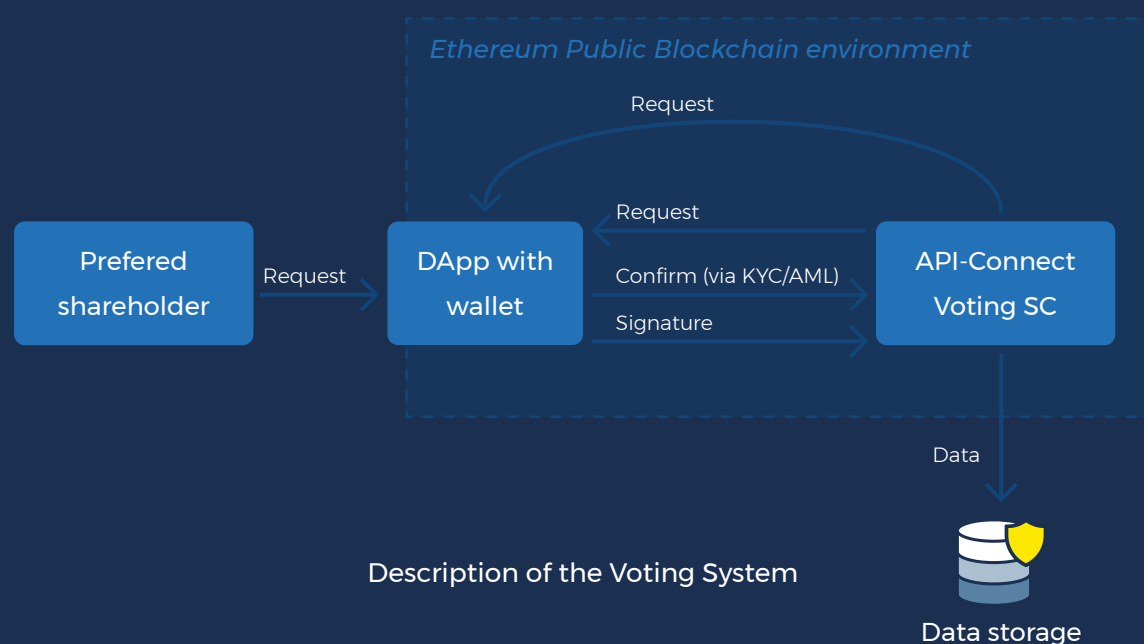 Ethereum Public Blockchain environment
Request
Prefered
shareholder
Request
DApp with
wallet
Request
Confirm (via KYC/AML)
Signature
API-Connect
Voting SC
Data
Description of the Voting System
Data storage